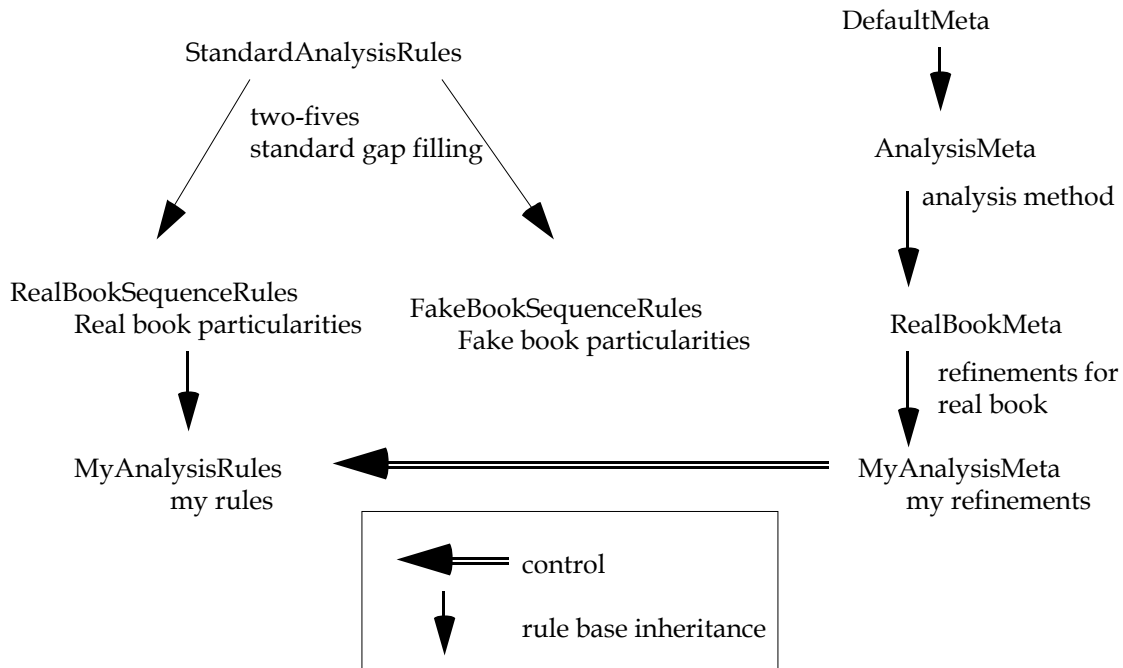 DefaultMeta
StandardAnalysisRules
two-fives
standard gap filling
AnalysisMeta
analysis method
RealBookSequenceRules
Real book particularities
FakeBookSequenceRules
Fake book particularities
RealBookMeta
refinements for
real book
MyAnalysisRules
my rules
MyAnalysisMeta
my refinements
control
rule base inheritance